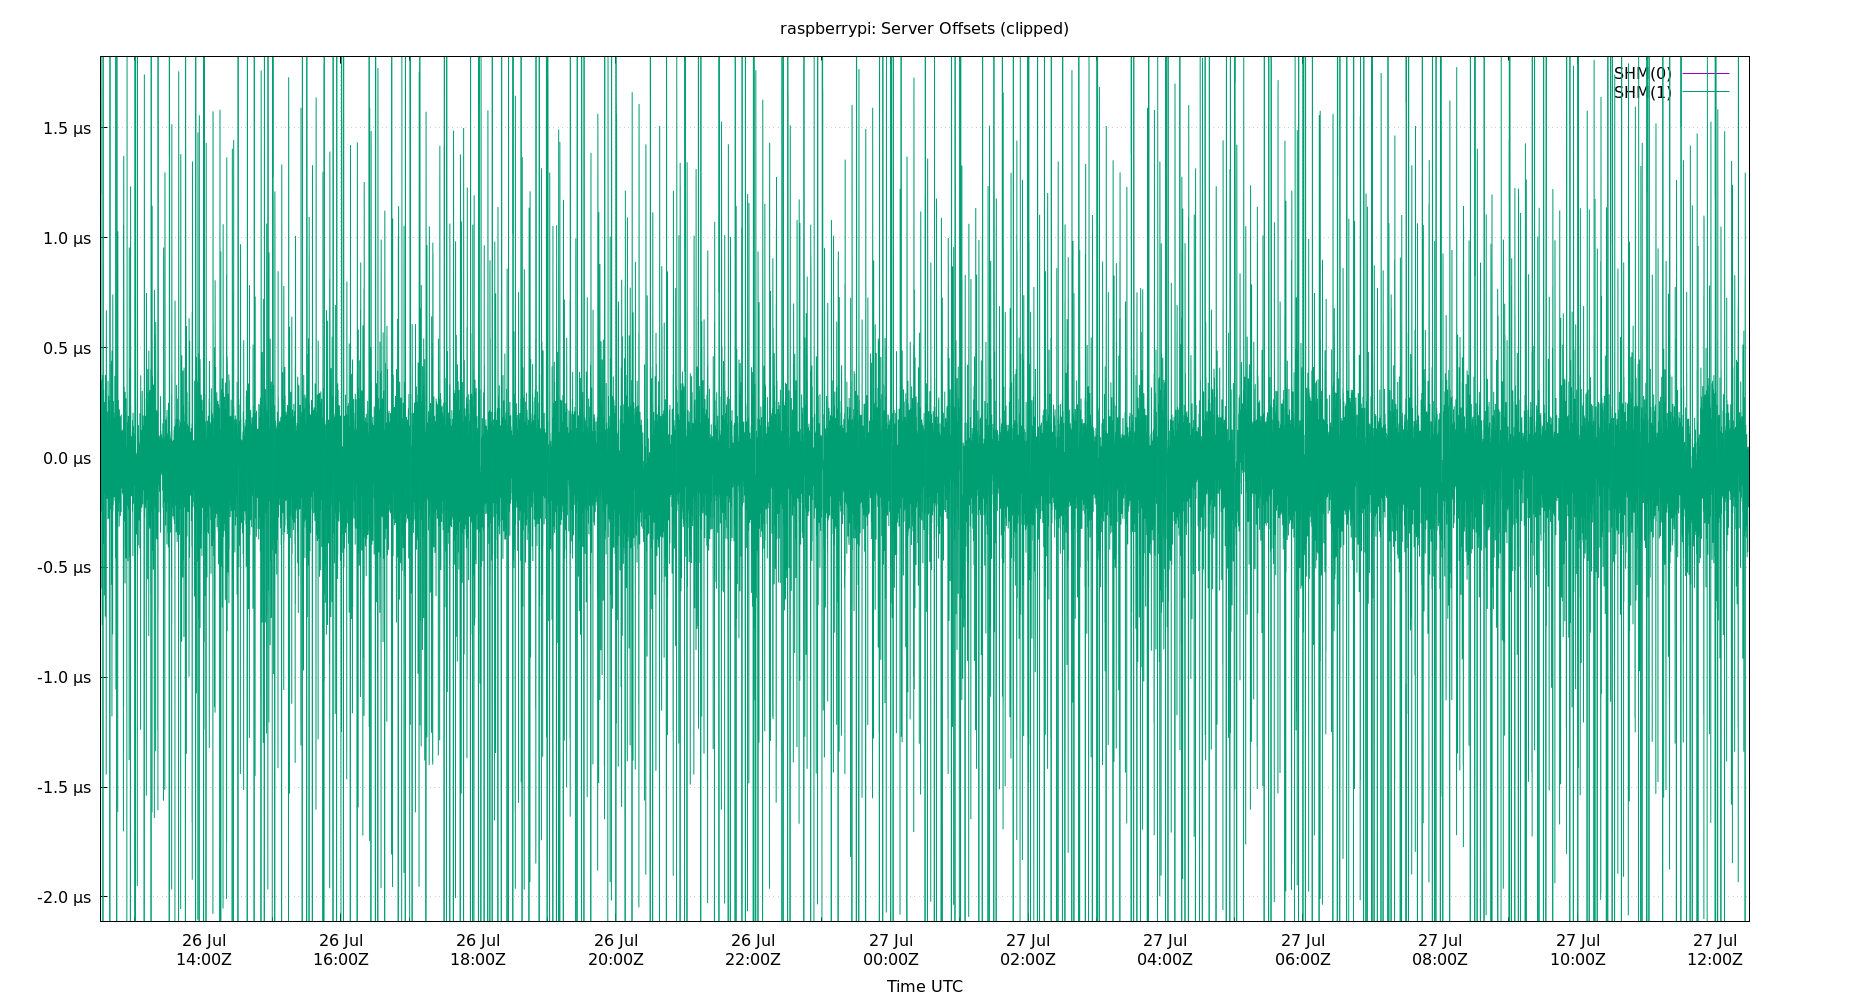 raspberrypi: Server Offsets (clipped)
SHM(0)
SHM(1)
1.5 µs
1.0 µs
0.5 µs
0.0 µs
-0.5 µs
-1.0 µs
-1.5 µs
-2.0 µs
26 Jul 26 Jul 26 Jul 26 Jul 26 Jul 27 Jul 27 Jul 27 Jul 27 Jul 27 Jul 27 Jul 27 Jul
14:00Z 16:00Z 18:00Z 20:00Z 22:00Z 00:00Z 02:00Z 04:00Z 06:00Z 08:00Z 10:00Z 12:00Z
Time UTC